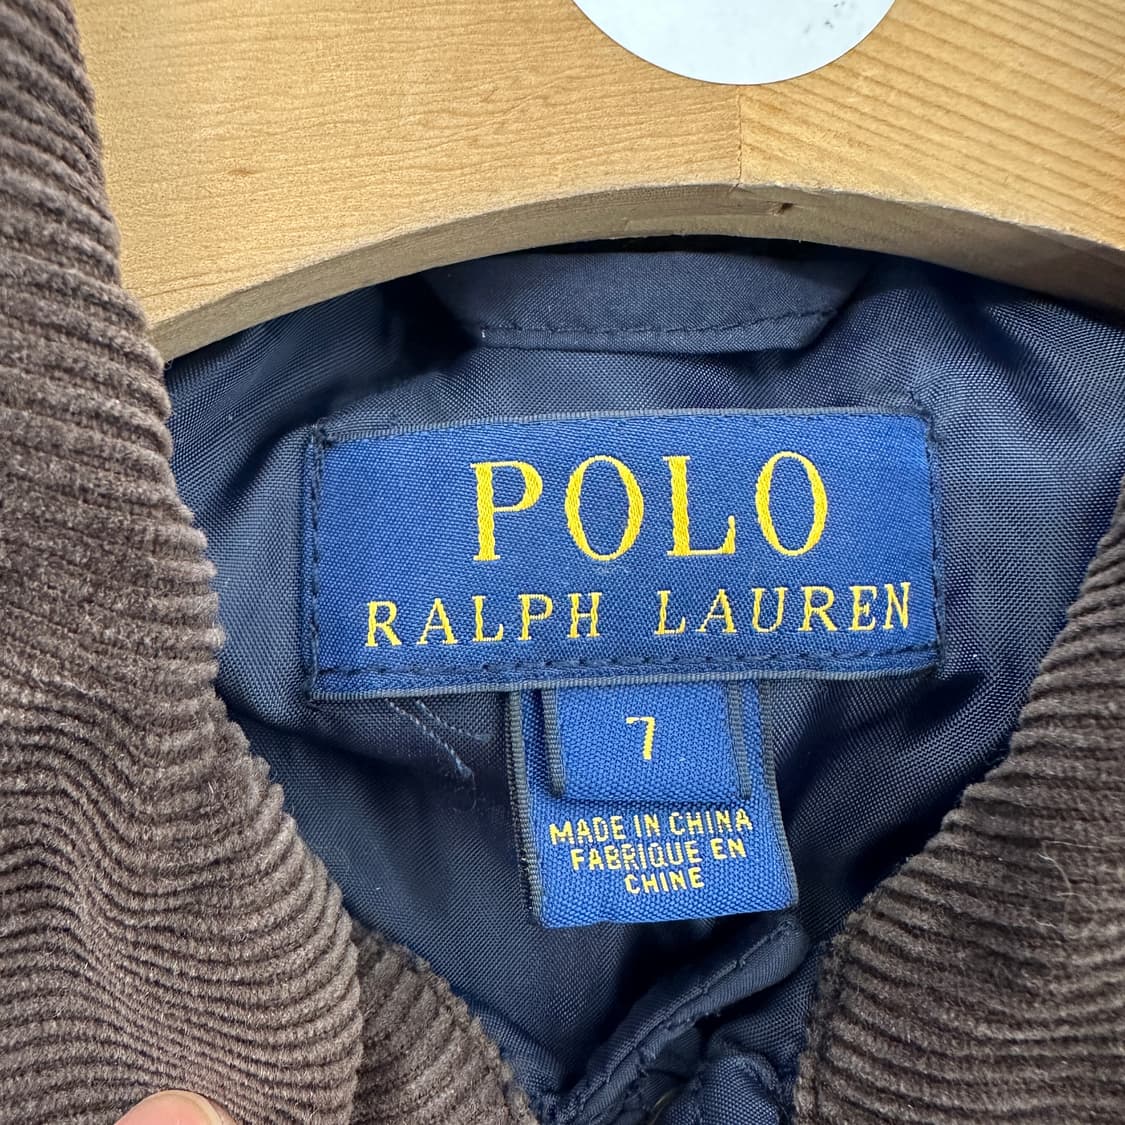 POLO
RALPH LAUREN
7
MADE IN CHINA
FABRIQUE EN
CHINE